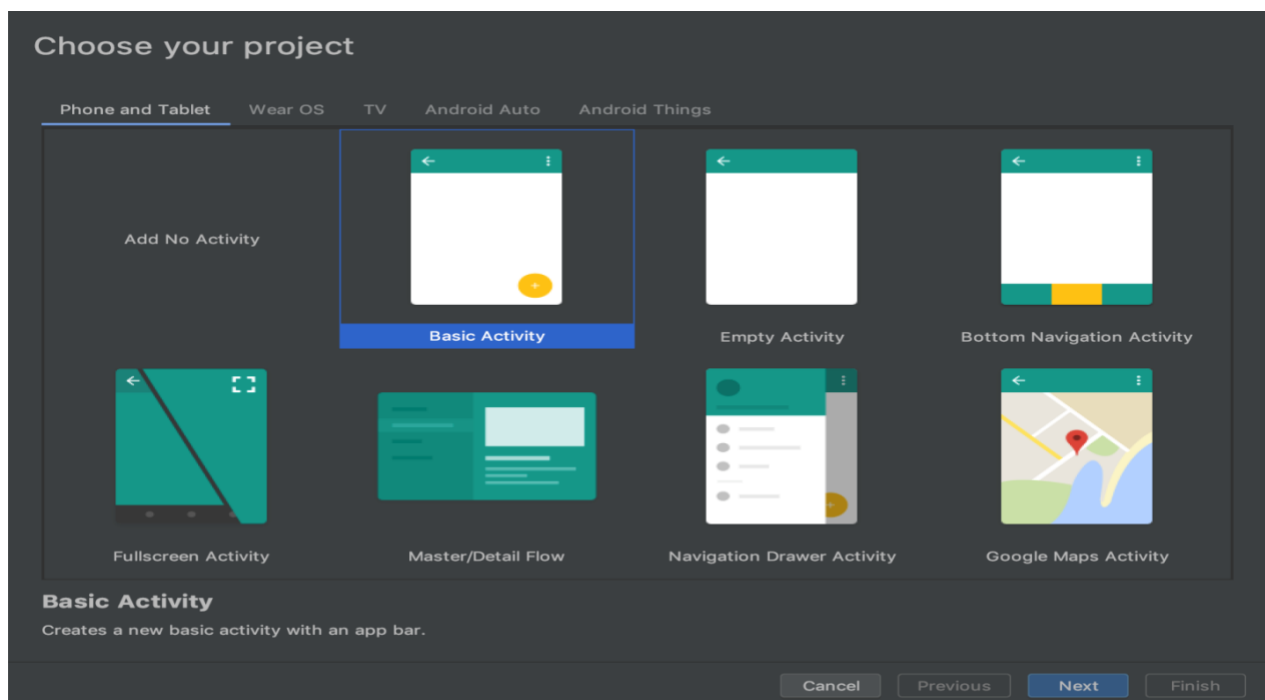 Choose your project
Phone and Tablet Wear OS TV Android Auto Android Things
Add No Activity
Basic Activity Empty Activity Bottom Navigation Activity
Fullscreen Activity Master/Detail Flow Navigation Drawer Activity Google Maps Activity
Basic Activity
Creates a new basic activity with an app bar.
Cancel Previous Next Finish